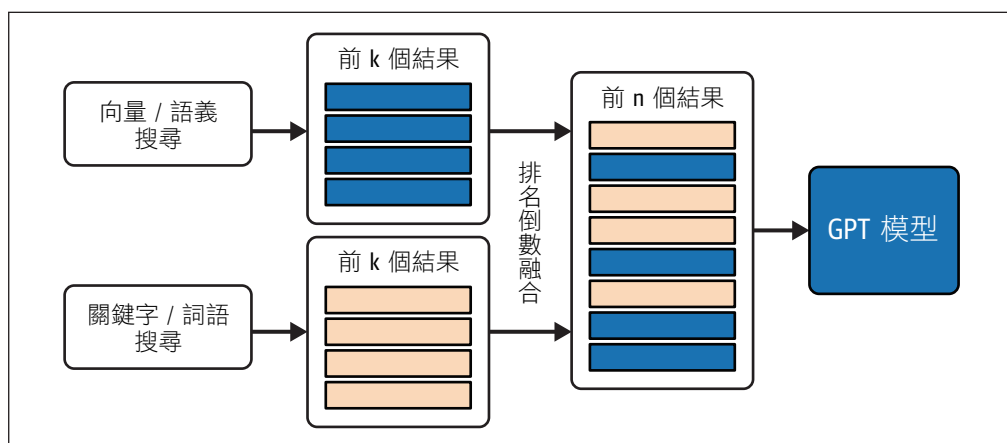 向量 / 語義
搜尋
前 k 個結果
關鍵字 / 詞語
搜尋
前 k 個結果
排名倒數融合
前 n 個結果
GPT 模型